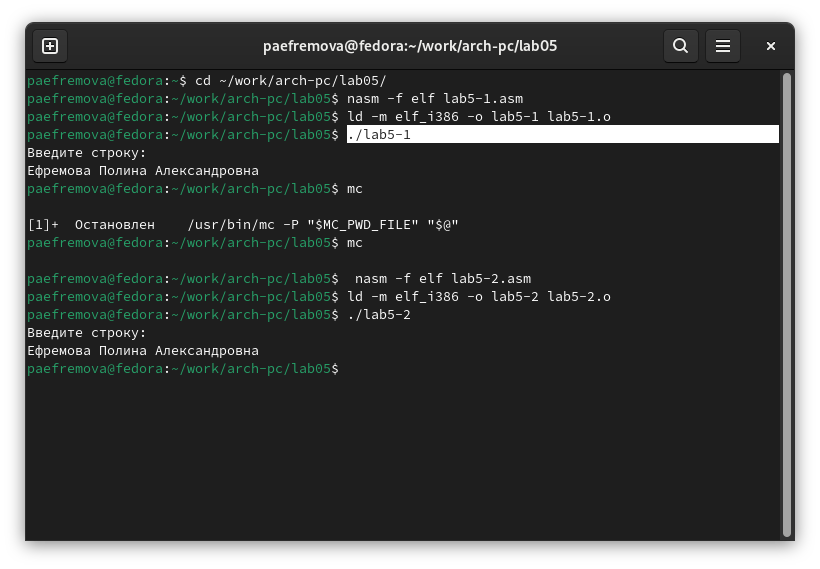 paefremova@fedora:~/work/arch-pc/lab05
paefremova@fedora:~$ cd ~/work/arch-pc/lab05/
paefremova@fedora:~/work/arch-pc/lab05$ nasm -f elf lab5-1.asm
paefremova@fedora:~/work/arch-pc/lab05$ ld -m elf_i386 -o lab5-1 lab5-1.o
paefremova@fedora:~/work/arch-pc/lab05$ ./lab5-1
Введите строку:
Ефремова Полина Александровна
paefremova@fedora:~/work/arch-pc/lab05$ mc
[1]+  Остановлен    /usr/bin/mc -P "$MC_PWD_FILE" "$@"
paefremova@fedora:~/work/arch-pc/lab05$ mc
paefremova@fedora:~/work/arch-pc/lab05$  nasm -f elf lab5-2.asm
paefremova@fedora:~/work/arch-pc/lab05$ ld -m elf_i386 -o lab5-2 lab5-2.o
paefremova@fedora:~/work/arch-pc/lab05$ ./lab5-2
Введите строку:
Ефремова Полина Александровна
paefremova@fedora:~/work/arch-pc/lab05$